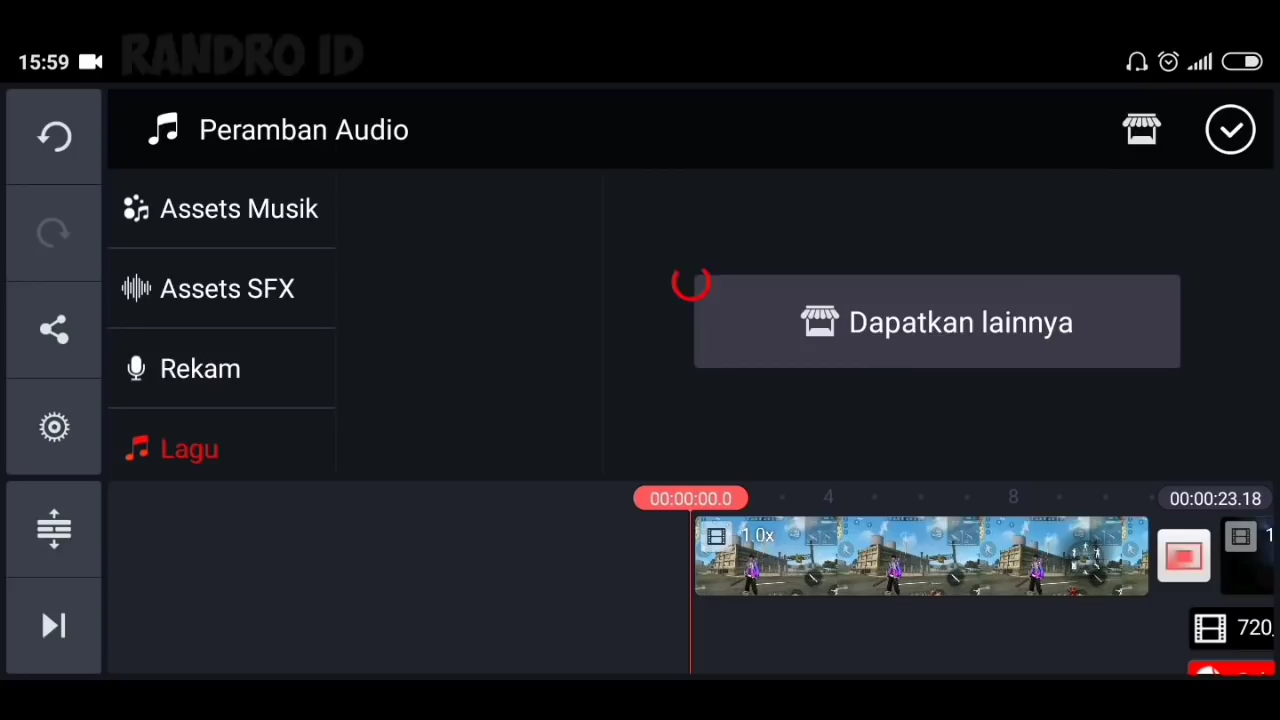 RANDRO ID
15:59
Peramban Audio
Assets Musik
Assets SFX
Rekam
Lagu
Dapatkan lainnya
00:00:00.0
4
8
00:00:23.18
1.0x
1
720